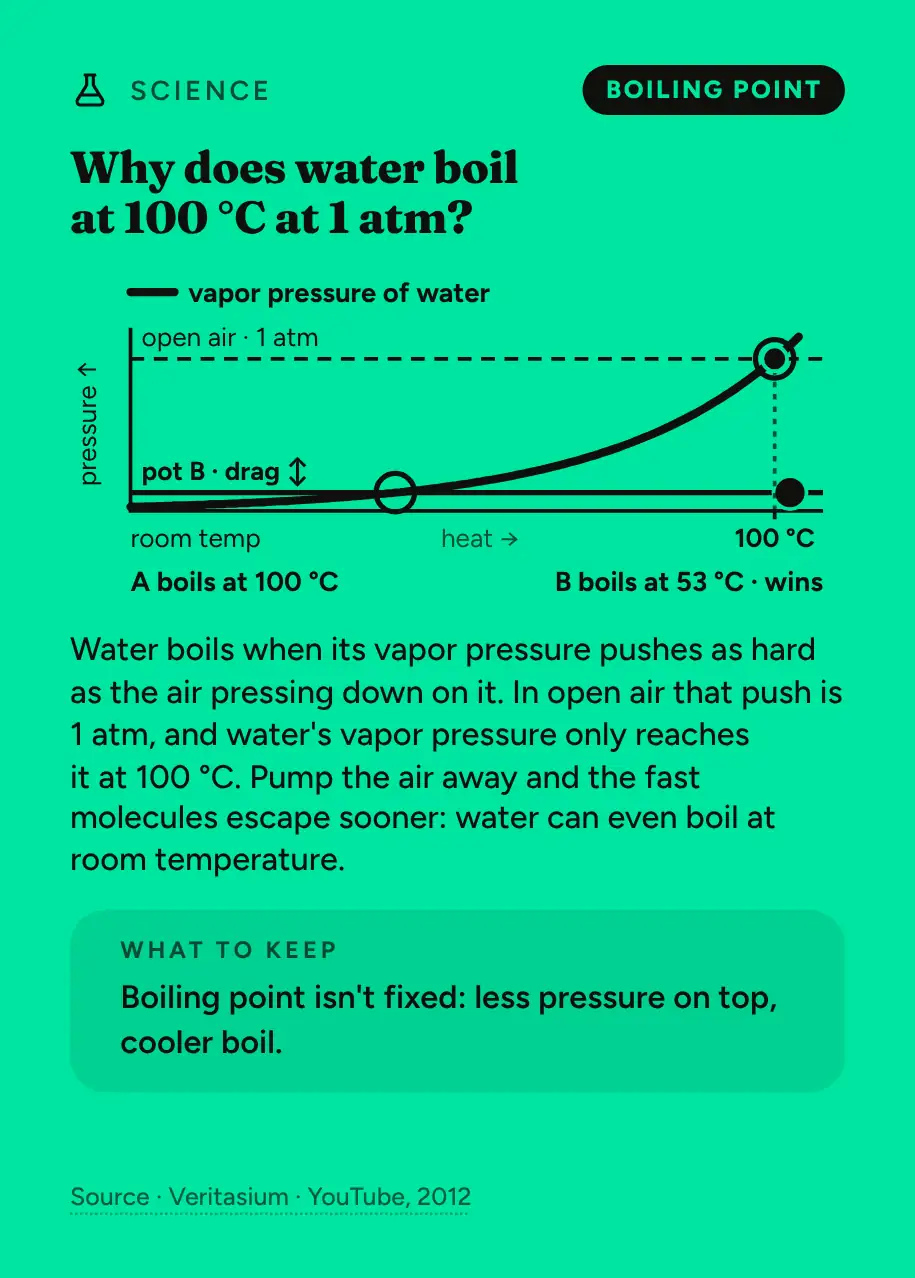 SCIENCE
BOILING POINT
Why does water boil
at 100 °C at 1 atm?
vapor pressure of water
open air · 1 atm
pressure →
pot B · drag ↕
room temp
heat →
100 °C
A boils at 100 °C
B boils at 53 °C · wins
Water boils when its vapor pressure pushes as hard
as the air pressing down on it. In open air that push is
1 atm, and water's vapor pressure only reaches
it at 100 °C. Pump the air away and the fast
molecules escape sooner: water can even boil at
room temperature.
WHAT TO KEEP
Boiling point isn't fixed: less pressure on top,
cooler boil.
Source · Veritasium · YouTube, 2012